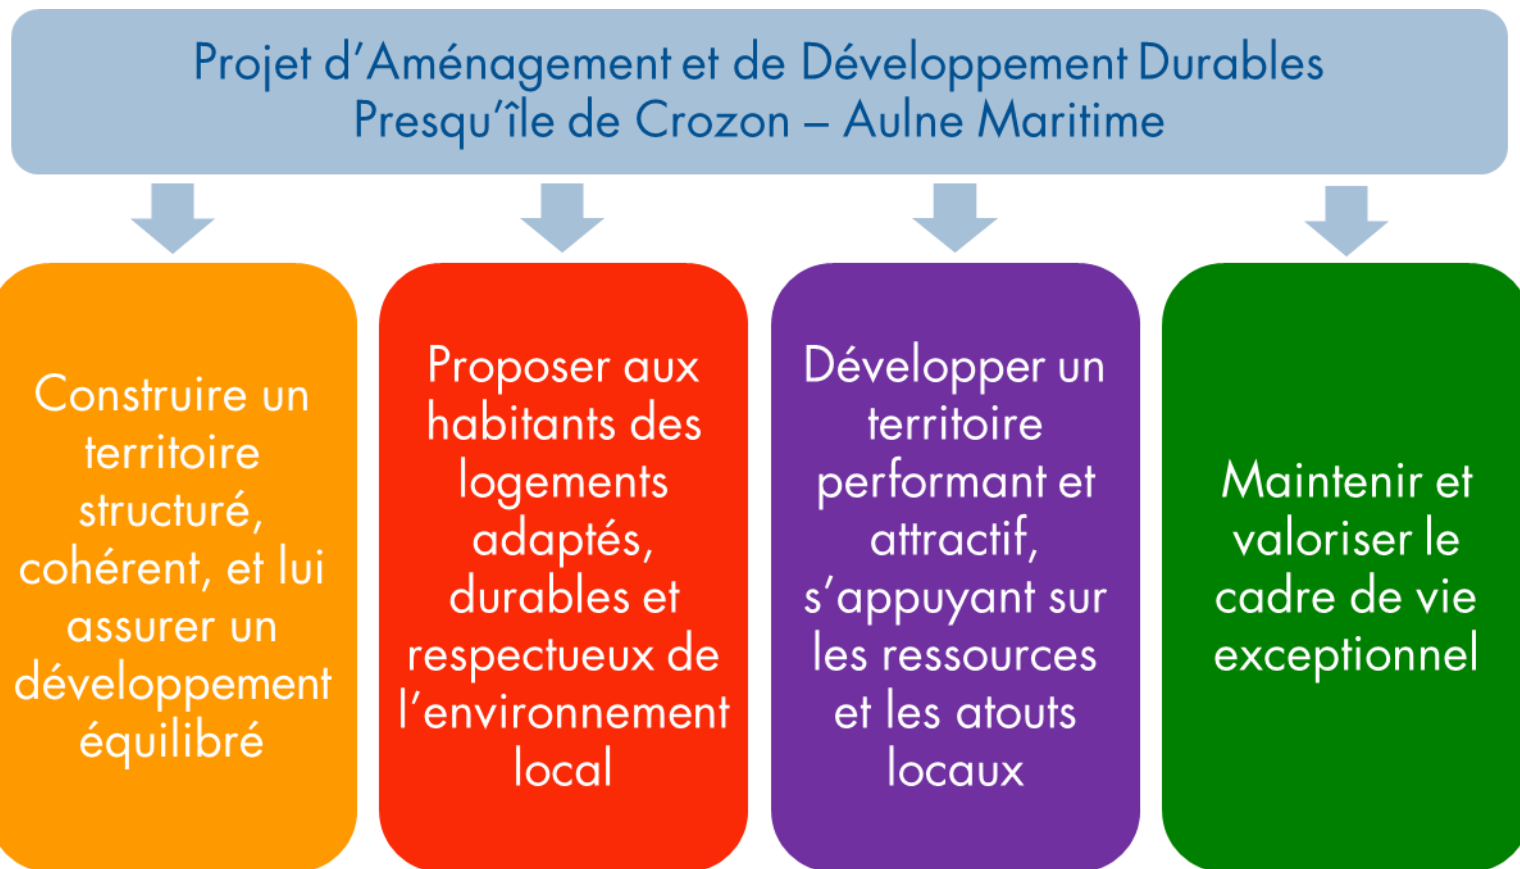 Projet d’Aménagement et de Développement Durables
Presqu’île de Crozon – Aulne Maritime
Construire un
territoire
structuré,
cohérent, et lui
assurer un
développement
équilibré
Proposer aux
habitants des
logements
adaptés,
durables et
respectueux de
l’environnement
local
Développer un
territoire
performant et
attractif,
s’appuyant sur
les ressources
et les atouts
locaux
Maintenir et
valoriser le
cadre de vie
exceptionnel